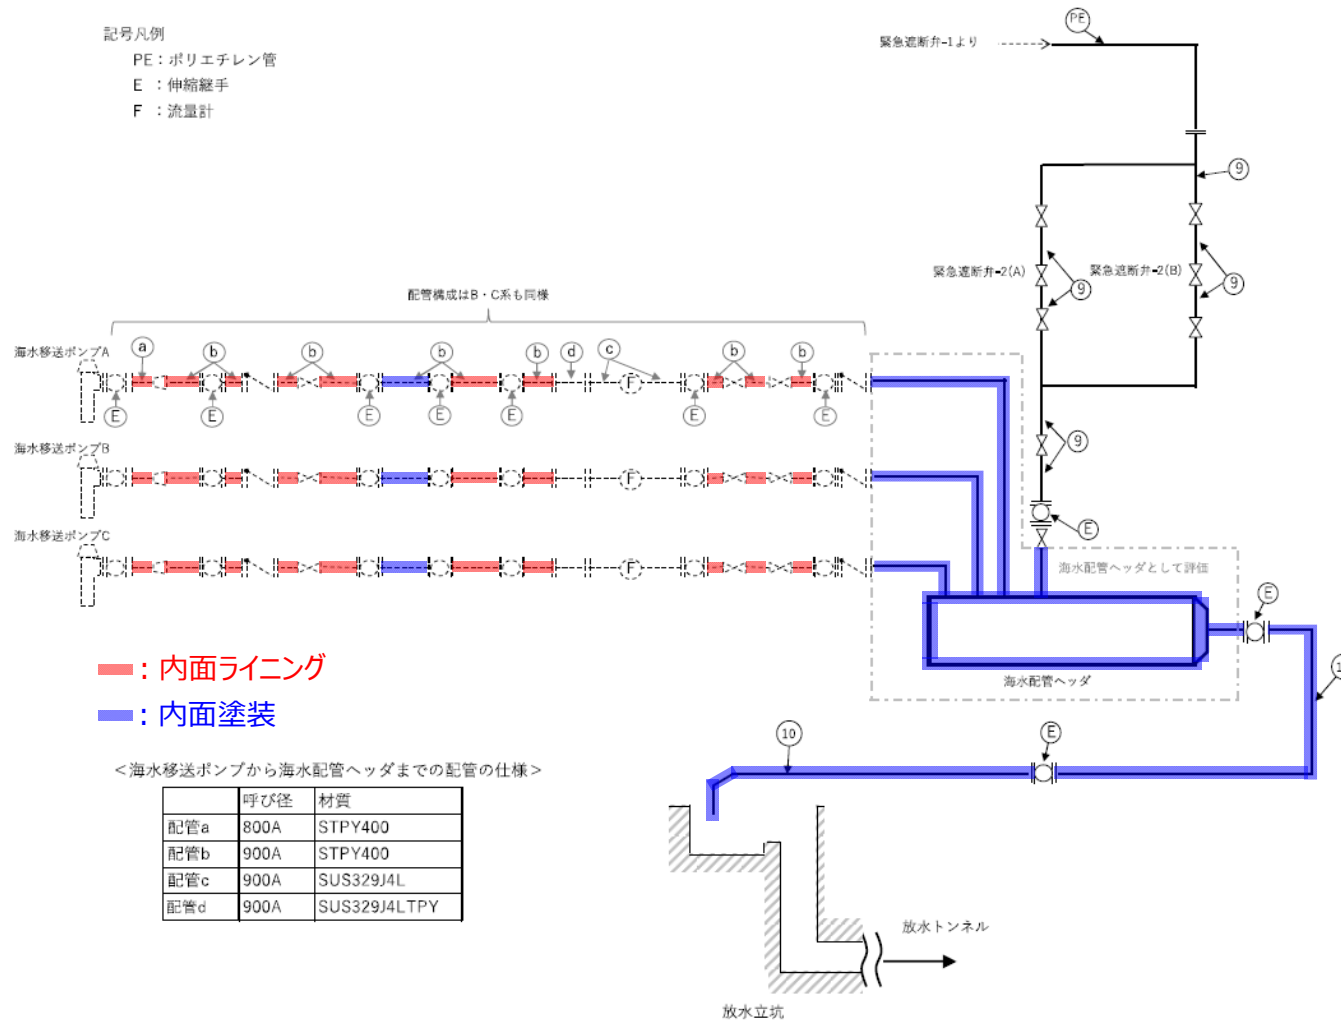 記号凡例
PE：ポリエチレン管
E ：伸縮継手
F ：流量計
PE
緊急遮断弁-1より
9
緊急遮断弁-2(A)
緊急遮断弁-2(B)
9
9
配管構成はB・C系も同様
海水移送ポンプA
a
b
b
b
b
d
c
b
b
F
E
E
E
E
E
E
E
9
海水移送ポンプB
F
E
海水移送ポンプC
F
海水配管ヘッダとして評価
E
海水配管ヘッダ
：内面ライニング
：内面塗装
10
E
＜海水移送ポンプから海水配管ヘッダまでの配管の仕様＞
呼び径 材質
配管a 800A STPY400
配管b 900A STPY400
配管c 900A SUS329J4L
配管d 900A SUS329J4LTPY
放水トンネル
放水立坑